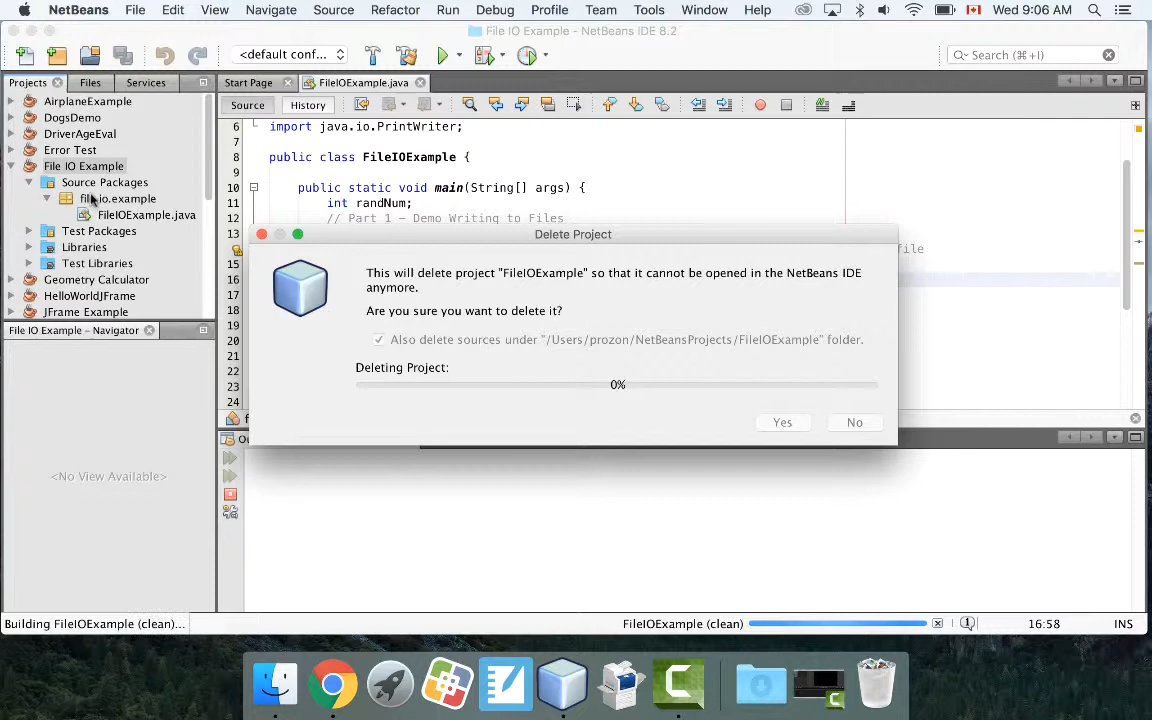 NetBeans File Edit View Navigate Source Refactor Run Debug Profile Team Tools Window Help Wed 9:06 AM
File IO Example - NetBeans IDE 8.2
<default conf... Search (⌘+I)
Projects Files Services
Start Page FileIOExample.java
Source History
AirplaneExample
DogsDemo
DriverAgeEval
Error Test
File IO Example
Source Packages
file.io.example
FileIOExample.java
Test Packages
Libraries
Test Libraries
Geometry Calculator
HelloWorldJFrame
JFrame Example
File IO Example - Navigator
<No View Available>
6 import java.io.PrintWriter;
7
8 public class FileIOExample {
9
10 public static void main(String[] args) {
11 int randNum;
12 // Part 1 - Demo Writing to Files
13
file
15
16
17
18
19
20
21
22
23
24
Delete Project
This will delete project "FileIOExample" so that it cannot be opened in the NetBeans IDE
anymore.
Are you sure you want to delete it?
Also delete sources under "/Users/prozon/NetBeansProjects/FileIOExample" folder.
Deleting Project:
0%
Yes No
Building FileIOExample (clean)... FileIOExample (clean) 1 16:58 INS